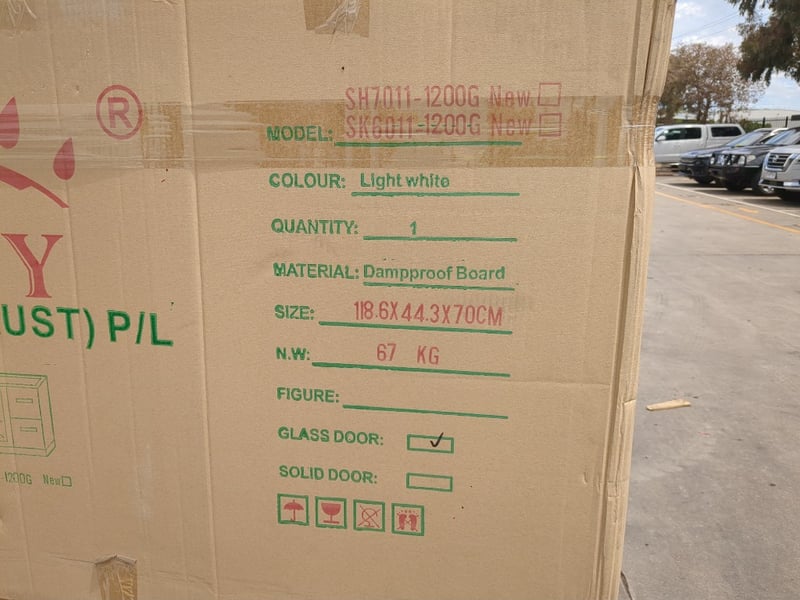 ®
SH7011-1200G New
MODEL: SK6011-1200G New
COLOUR: Light white
QUANTITY: 1
MATERIAL: Dampproof Board
Y
SIZE: 118.6X44.3X70CM
UST) P/L
N.W: 67 KG
FIGURE:
GLASS DOOR: ✓
SOLID DOOR:
1200G New